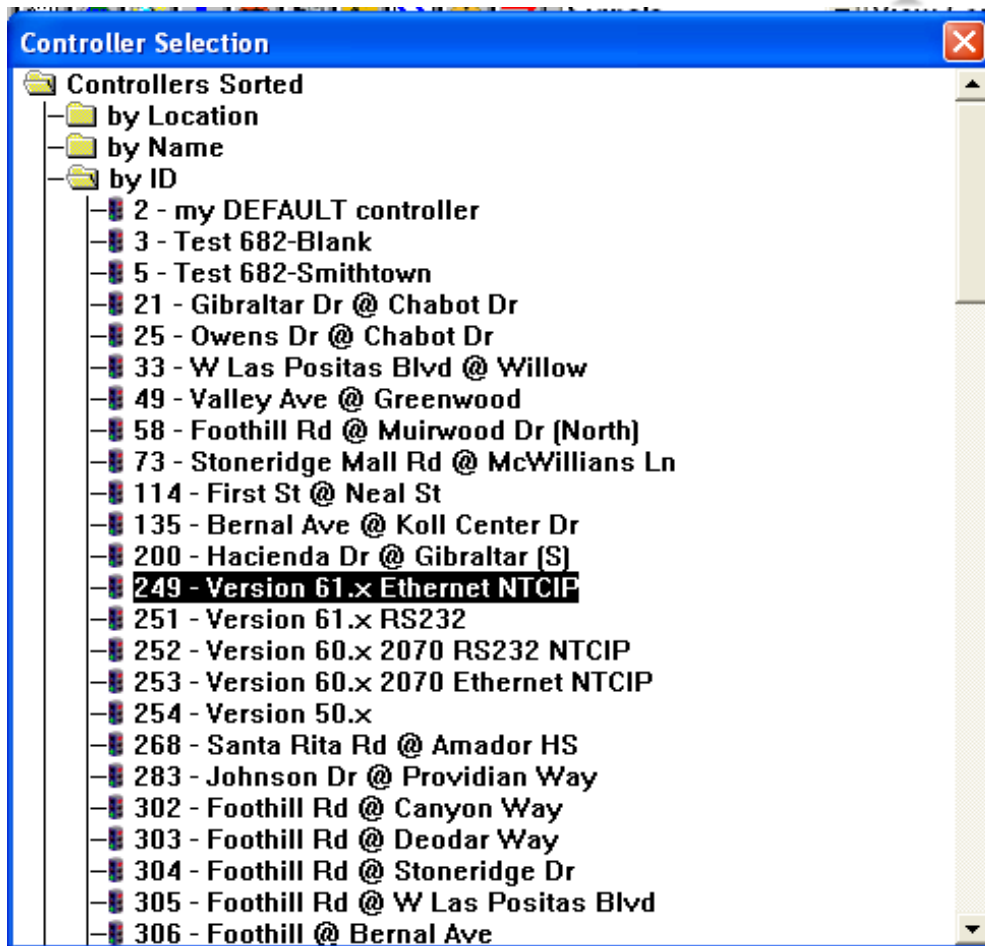 Controller Selection
Controllers Sorted
by Location
by Name
by ID
2 - my DEFAULT controller
3 - Test 682-Blank
5 - Test 682-Smithtown
21 - Gibraltar Dr @ Chabot Dr
25 - Owens Dr @ Chabot Dr
33 - W Las Positas Blvd @ Willow
49 - Valley Ave @ Greenwood
58 - Foothill Rd @ Muirwood Dr (North)
73 - Stoneridge Mall Rd @ McWillians Ln
114 - First St @ Neal St
135 - Bernal Ave @ Koll Center Dr
200 - Hacienda Dr @ Gibraltar (S)
249 - Version 61.x Ethernet NTCIP
251 - Version 61.x RS232
252 - Version 60.x 2070 RS232 NTCIP
253 - Version 60.x 2070 Ethernet NTCIP
254 - Version 50.x
268 - Santa Rita Rd @ Amador HS
283 - Johnson Dr @ Providian Way
302 - Foothill Rd @ Canyon Way
303 - Foothill Rd @ Deodar Way
304 - Foothill Rd @ Stoneridge Dr
305 - Foothill Rd @ W Las Positas Blvd
306 - Foothill @ Bernal Ave